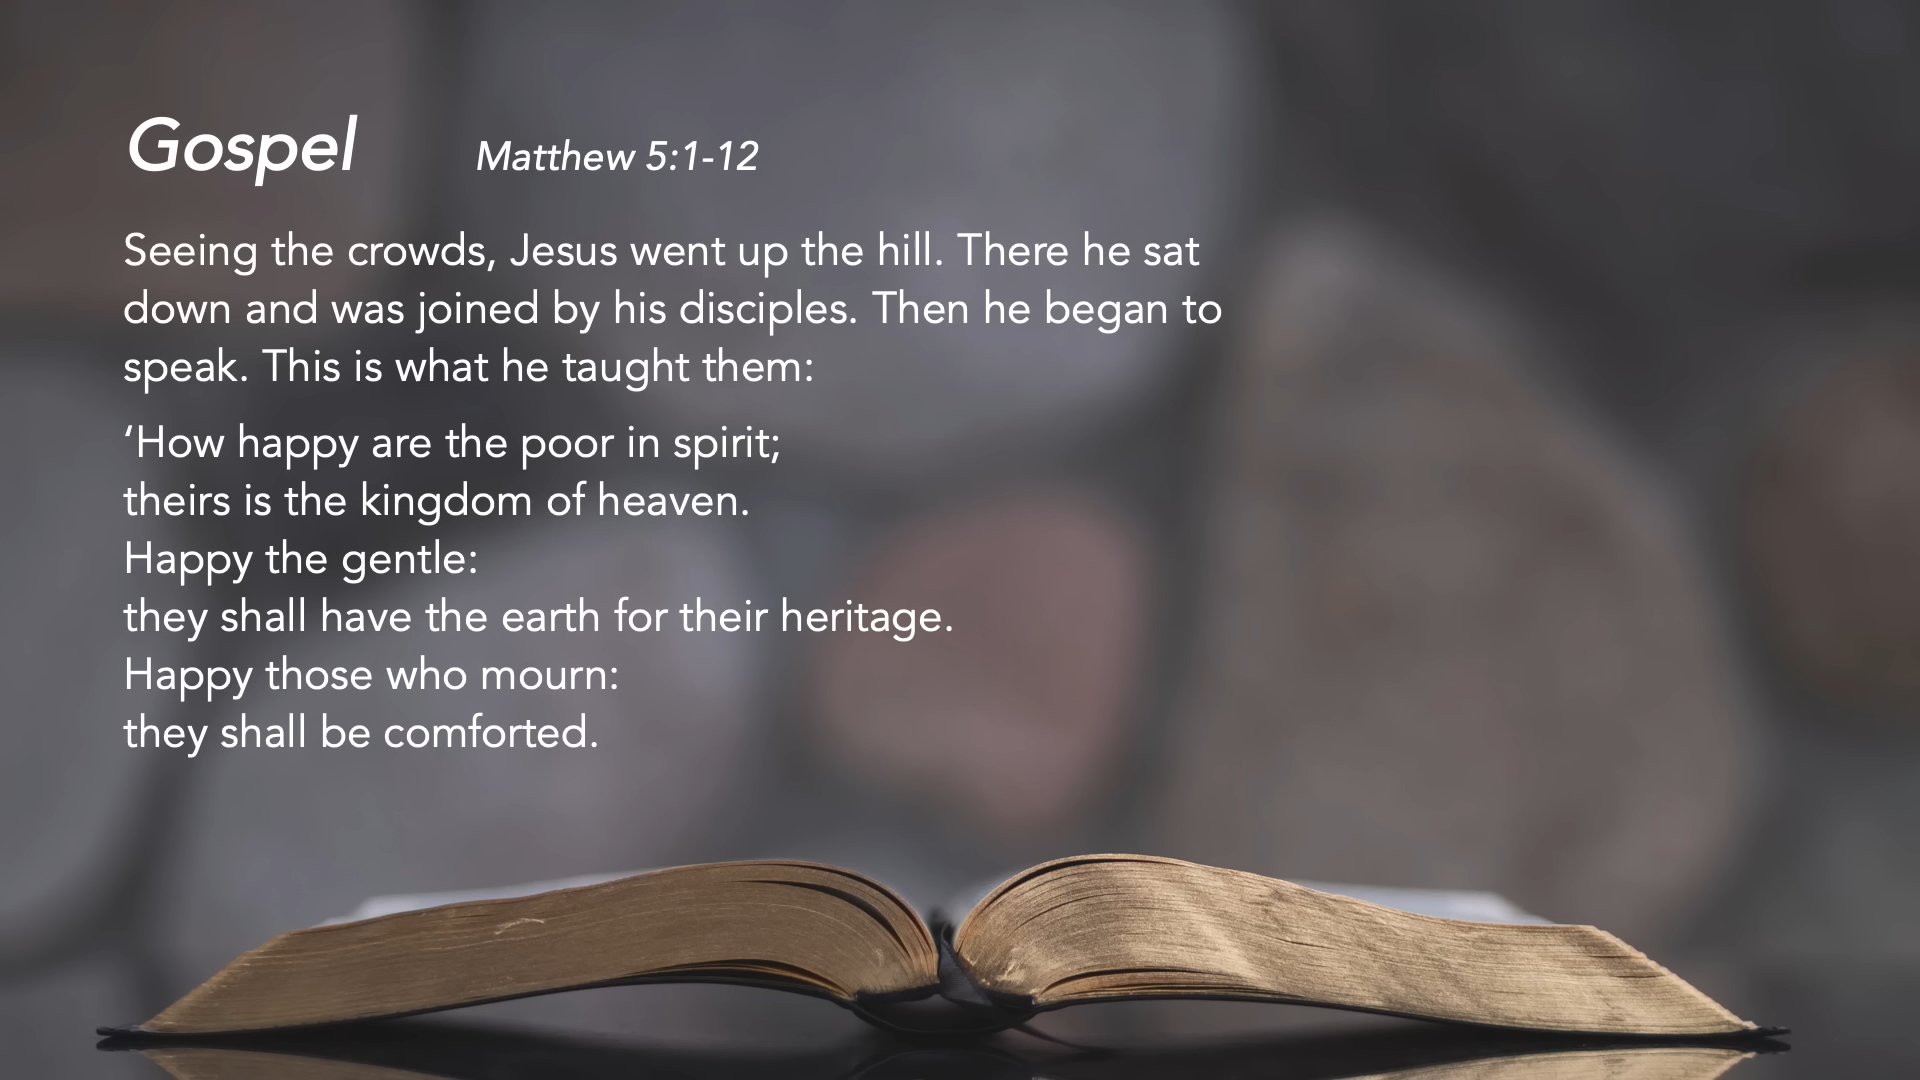 Gospel Matthew 5:1-12
Seeing the crowds, Jesus went up the hill. There he sat
down and was joined by his disciples. Then he began to
speak. This is what he taught them:
‘How happy are the poor in spirit;
theirs is the kingdom of heaven.
Happy the gentle:
they shall have the earth for their heritage.
Happy those who mourn:
they shall be comforted.